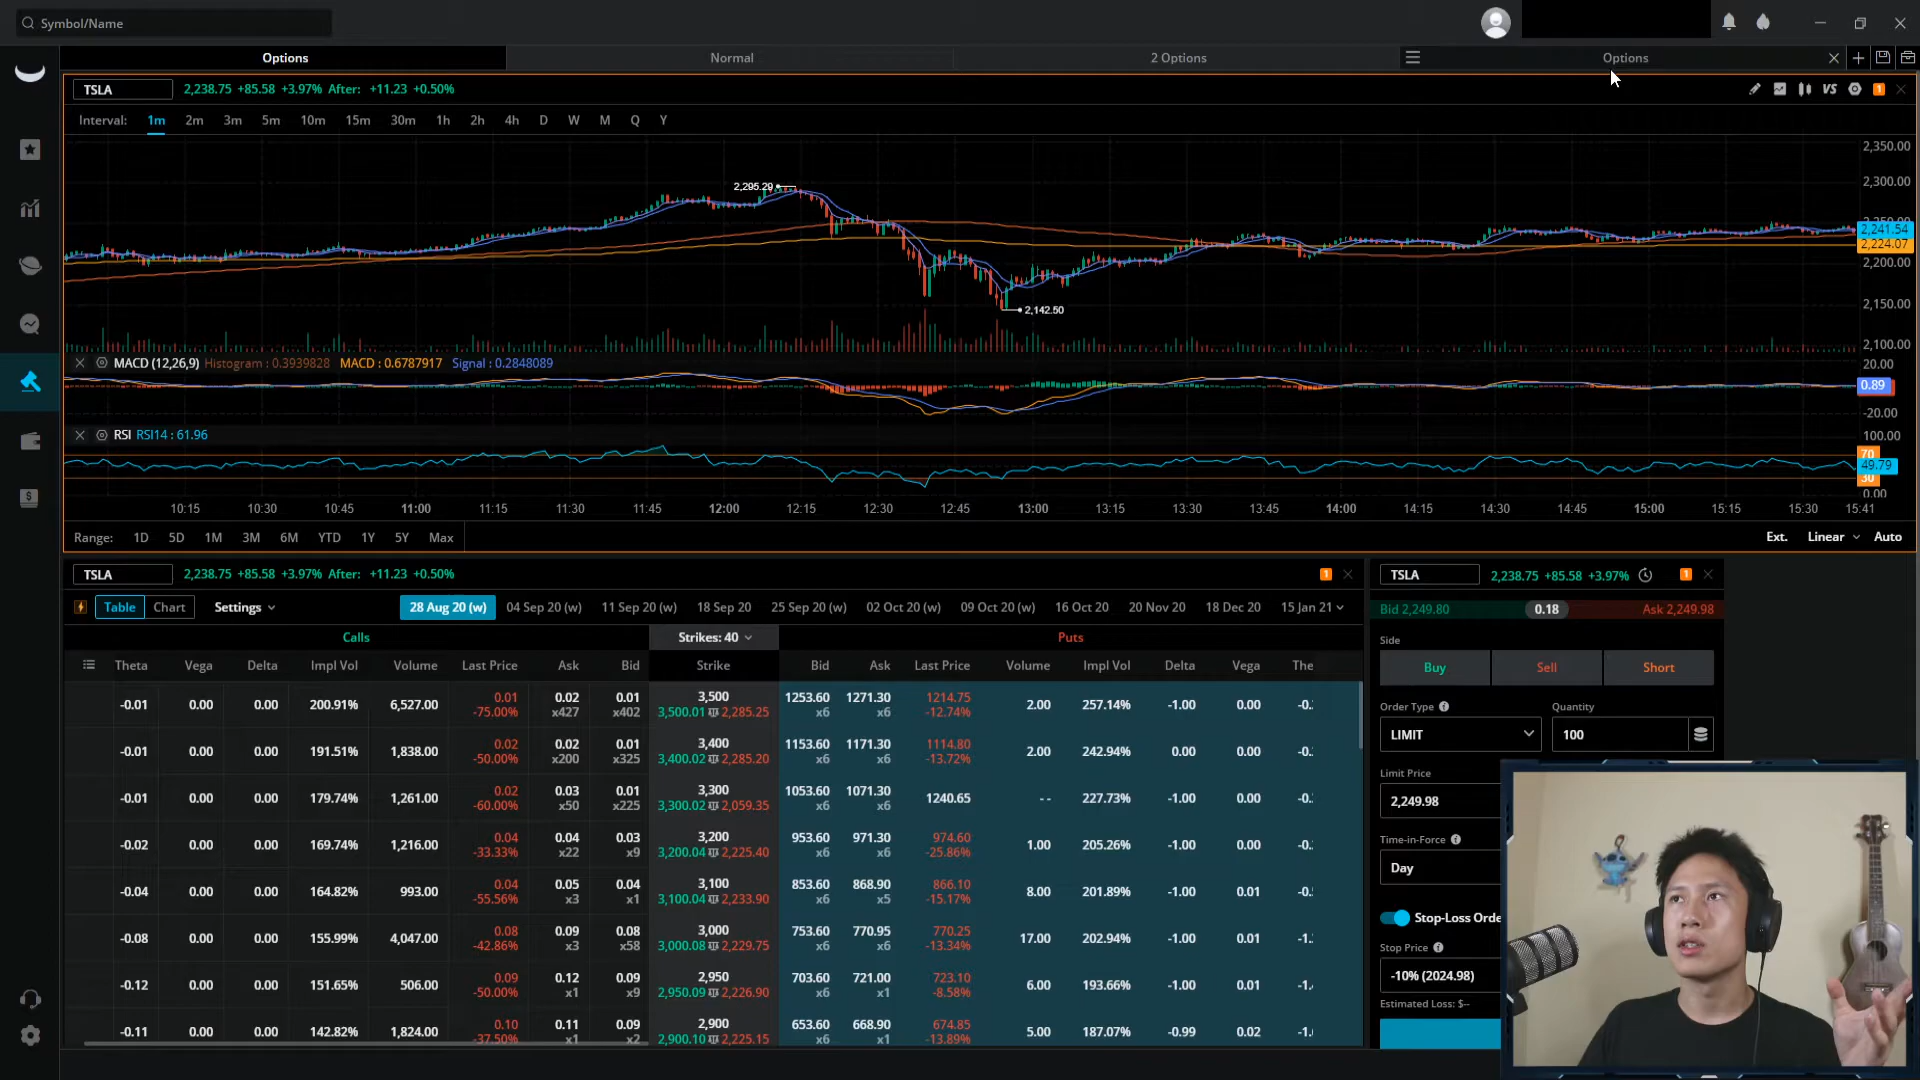 Symbol/Name
Options Normal 2 Options Options
TSLA 2,238.75 +85.58 +3.97% After: +11.23 +0.50% VS 1
Interval: 1m 2m 3m 5m 10m 15m 30m 1h 2h 4h D W M Q Y
2,350.00
2,295.29
2,300.00
2,241.54
2,224.07
2,200.00
2,142.50
2,150.00
2,100.00
MACD (12,26,9) Histogram : 0.3939828 MACD : 0.6787917 Signal : 0.2848089
20.00
0.89
-20.00
RSI RSI14 : 61.96
100.00
70
49.79
30
0.00
10:15 10:30 10:45 11:00 11:15 11:30 11:45 12:00 12:15 12:30 12:45 13:00 13:15 13:30 13:45 14:00 14:15 14:30 14:45 15:00 15:15 15:30 15:41
Range: 1D 5D 1M 3M 6M YTD 1Y 5Y Max Ext. Linear Auto
TSLA 2,238.75 +85.58 +3.97% After: +11.23 +0.50% 1
Table Chart Settings 28 Aug 20 (w) 04 Sep 20 (w) 11 Sep 20 (w) 18 Sep 20 25 Sep 20 (w) 02 Oct 20 (w) 09 Oct 20 (w) 16 Oct 20 20 Nov 20 18 Dec 20 15 Jan 21
Calls Strikes: 40 Puts
Theta Vega Delta Impl Vol Volume Last Price Ask Bid Strike Bid Ask Last Price Volume Impl Vol Delta Vega The
-0.01 0.00 0.00 200.91% 6,527.00 0.01 0.02 0.01 3,500 1253.60 1271.30 1214.75 2.00 257.14% -1.00 0.00 -0.
-75.00% x427 x402 3,500.01 2,285.25 x6 x6 -12.74%
-0.01 0.00 0.00 191.51% 1,838.00 0.02 0.02 0.01 3,400 1153.60 1171.30 1114.80 2.00 242.94% 0.00 0.00 -0.
-50.00% x200 x325 3,400.02 2,285.20 x6 x6 -13.72%
-0.01 0.00 0.00 179.74% 1,261.00 0.02 0.03 0.01 3,300 1053.60 1071.30 1240.65 - - 227.73% -1.00 0.00 -0.
-60.00% x50 x225 3,300.02 2,059.35 x6 x6
-0.02 0.00 0.00 169.74% 1,216.00 0.04 0.04 0.03 3,200 953.60 971.30 974.60 1.00 205.26% -1.00 0.00 -0.
-33.33% x22 x9 3,200.04 2,225.40 x6 x6 -25.86%
-0.04 0.00 0.00 164.82% 993.00 0.04 0.05 0.04 3,100 853.60 868.90 866.10 8.00 201.89% -1.00 0.01 -0.
-55.56% x3 x1 3,100.04 2,233.90 x6 x5 -15.17%
-0.08 0.00 0.00 155.99% 4,047.00 0.08 0.09 0.08 3,000 753.60 770.95 770.25 17.00 202.94% -1.00 0.01 -1.
-42.86% x3 x58 3,000.08 2,229.75 x6 x6 -13.34%
-0.12 0.00 0.00 151.65% 506.00 0.09 0.12 0.09 2,950 703.60 721.00 723.10 6.00 193.66% -1.00 0.01 -1.
-50.00% x1 x9 2,950.09 2,226.90 x6 x1 -8.58%
-0.11 0.00 0.00 142.82% 1,824.00 0.10 0.11 0.09 2,900 653.60 668.90 674.85 5.00 187.07% -0.99 0.02 -1.
-37.50% x1 x2 2,900.10 2,225.15 x6 x1 -13.89%
TSLA 2,238.75 +85.58 +3.97% 1
Bid 2,249.80 0.18 Ask 2,249.98
Side
Buy Sell Short
Order Type Quantity
LIMIT 100
Limit Price
2,249.98
Time-in-Force
Day
Stop-Loss Orde
Stop Price
-10% (2024.98)
Estimated Loss: $--